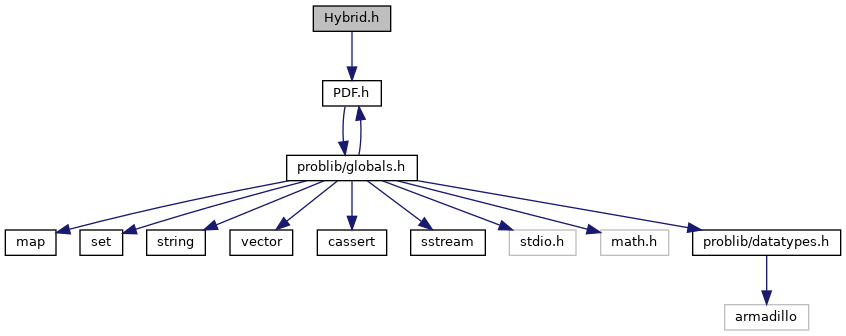 Hybrid.h
PDF.h
problib/globals.h
map
set
string
vector
cassert
sstream
stdio.h
math.h
problib/datatypes.h
armadillo